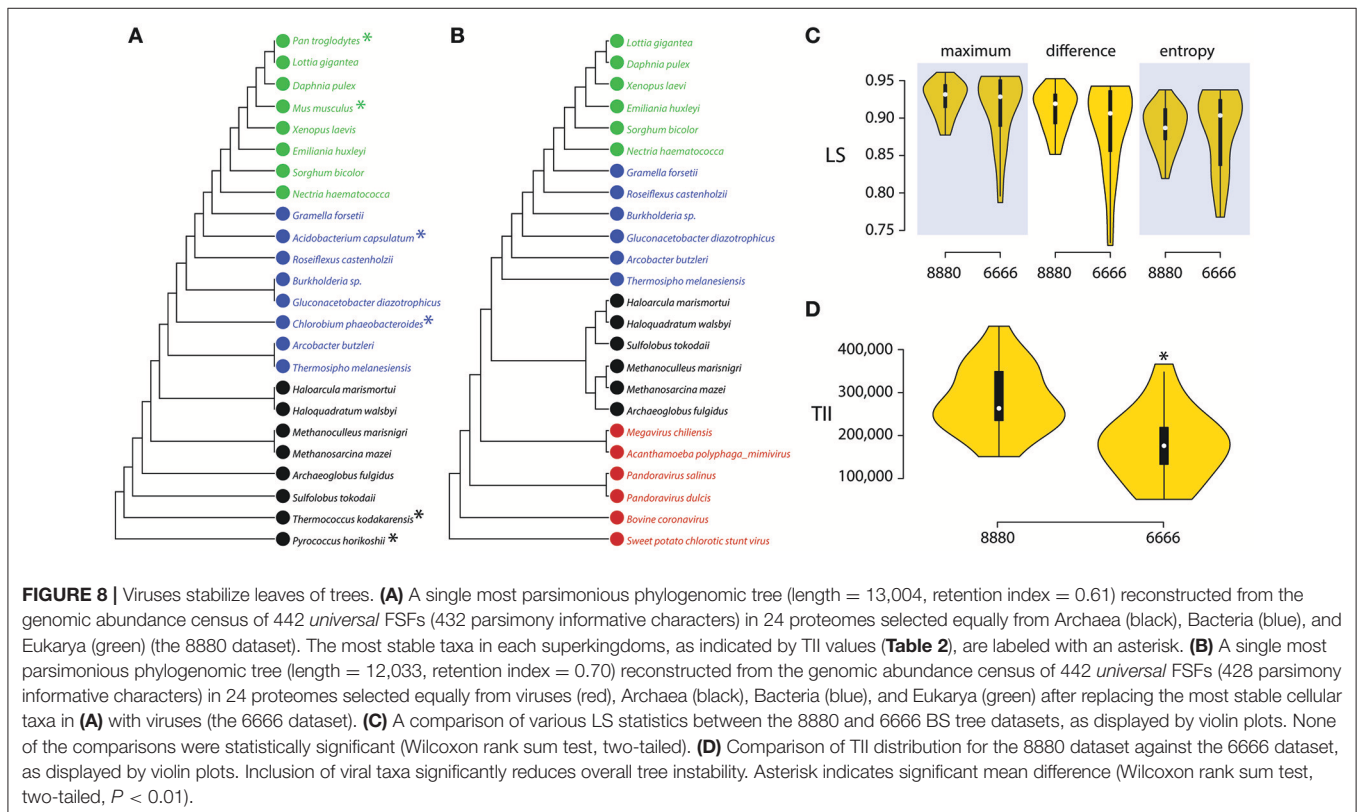 A
Pan troglodytes *
Lottia gigantea
Daphnia pulex
Mus musculus *
Xenopus laevis
Emiliania huxleyi
Sorghum bicolor
Nectria haematococca
Gramella forsetii
Acidobacterium capsulatum *
Roseiflexus castenholzii
Burkholderia sp.
Gluconacetobacter diazotrophicus
Chlorobium phaeobacteroides *
Arcobacter butzleri
Thermosipho melanesiensis
Haloarcula marismortui
Haloquadratum walsbyi
Methanoculleus marisnigri
Methanosarcina mazei
Archaeoglobus fulgidus
Sulfolobus tokodaii
Thermococcus kodakarensis *
Pyrococcus horikoshii *
B
Lottia gigantea
Daphnia pulex
Xenopus laevi
Emiliania huxleyi
Sorghum bicolor
Nectria haematococca
Gramella forsetii
Roseiflexus castenholzii
Burkholderia sp.
Gluconacetobacter diazotrophicus
Arcobacter butzleri
Thermosipho melanesiensis
Haloarcula marismortui
Haloquadratum walsbyi
Sulfolobus tokodaii
Methanoculleus marisnigri
Methanosarcina mazei
Archaeoglobus fulgidus
Megavirus chiliensis
Acanthamoeba polyphaga_mimivirus
Pandoravirus salinus
Pandoravirus dulcis
Bovine coronavirus
Sweet potato chlorotic stunt virus
C
maximum difference entropy
0.95
0.90
LS
0.85
0.80
0.75
8880 6666 8880 6666 8880 6666
D
400,000
*
300,000
TII
200,000
100,000
8880 6666
FIGURE 8 | Viruses stabilize leaves of trees. (A) A single most parsimonious phylogenomic tree (length = 13,004, retention index = 0.61) reconstructed from the
genomic abundance census of 442 universal FSFs (432 parsimony informative characters) in 24 proteomes selected equally from Archaea (black), Bacteria (blue), and
Eukarya (green) (the 8880 dataset). The most stable taxa in each superkingdoms, as indicated by TII values (Table 2), are labeled with an asterisk. (B) A single most
parsimonious phylogenomic tree (length = 12,033, retention index = 0.70) reconstructed from the genomic abundance census of 442 universal FSFs (428 parsimony
informative characters) in 24 proteomes selected equally from viruses (red), Archaea (black), Bacteria (blue), and Eukarya (green) after replacing the most stable cellular
taxa in (A) with viruses (the 6666 dataset). (C) A comparison of various LS statistics between the 8880 and 6666 BS tree datasets, as displayed by violin plots. None
of the comparisons were statistically significant (Wilcoxon rank sum test, two-tailed). (D) Comparison of TII distribution for the 8880 dataset against the 6666 dataset,
as displayed by violin plots. Inclusion of viral taxa significantly reduces overall tree instability. Asterisk indicates significant mean difference (Wilcoxon rank sum test,
two-tailed, P < 0.01).